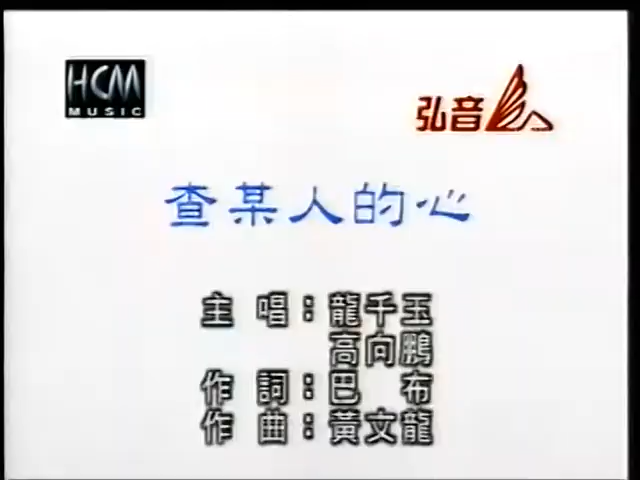 HCM
MUSIC
弘音
查某人的心
主 唱：龍千玉
高向鵬
作 詞：巴 布
作 曲：黃文龍